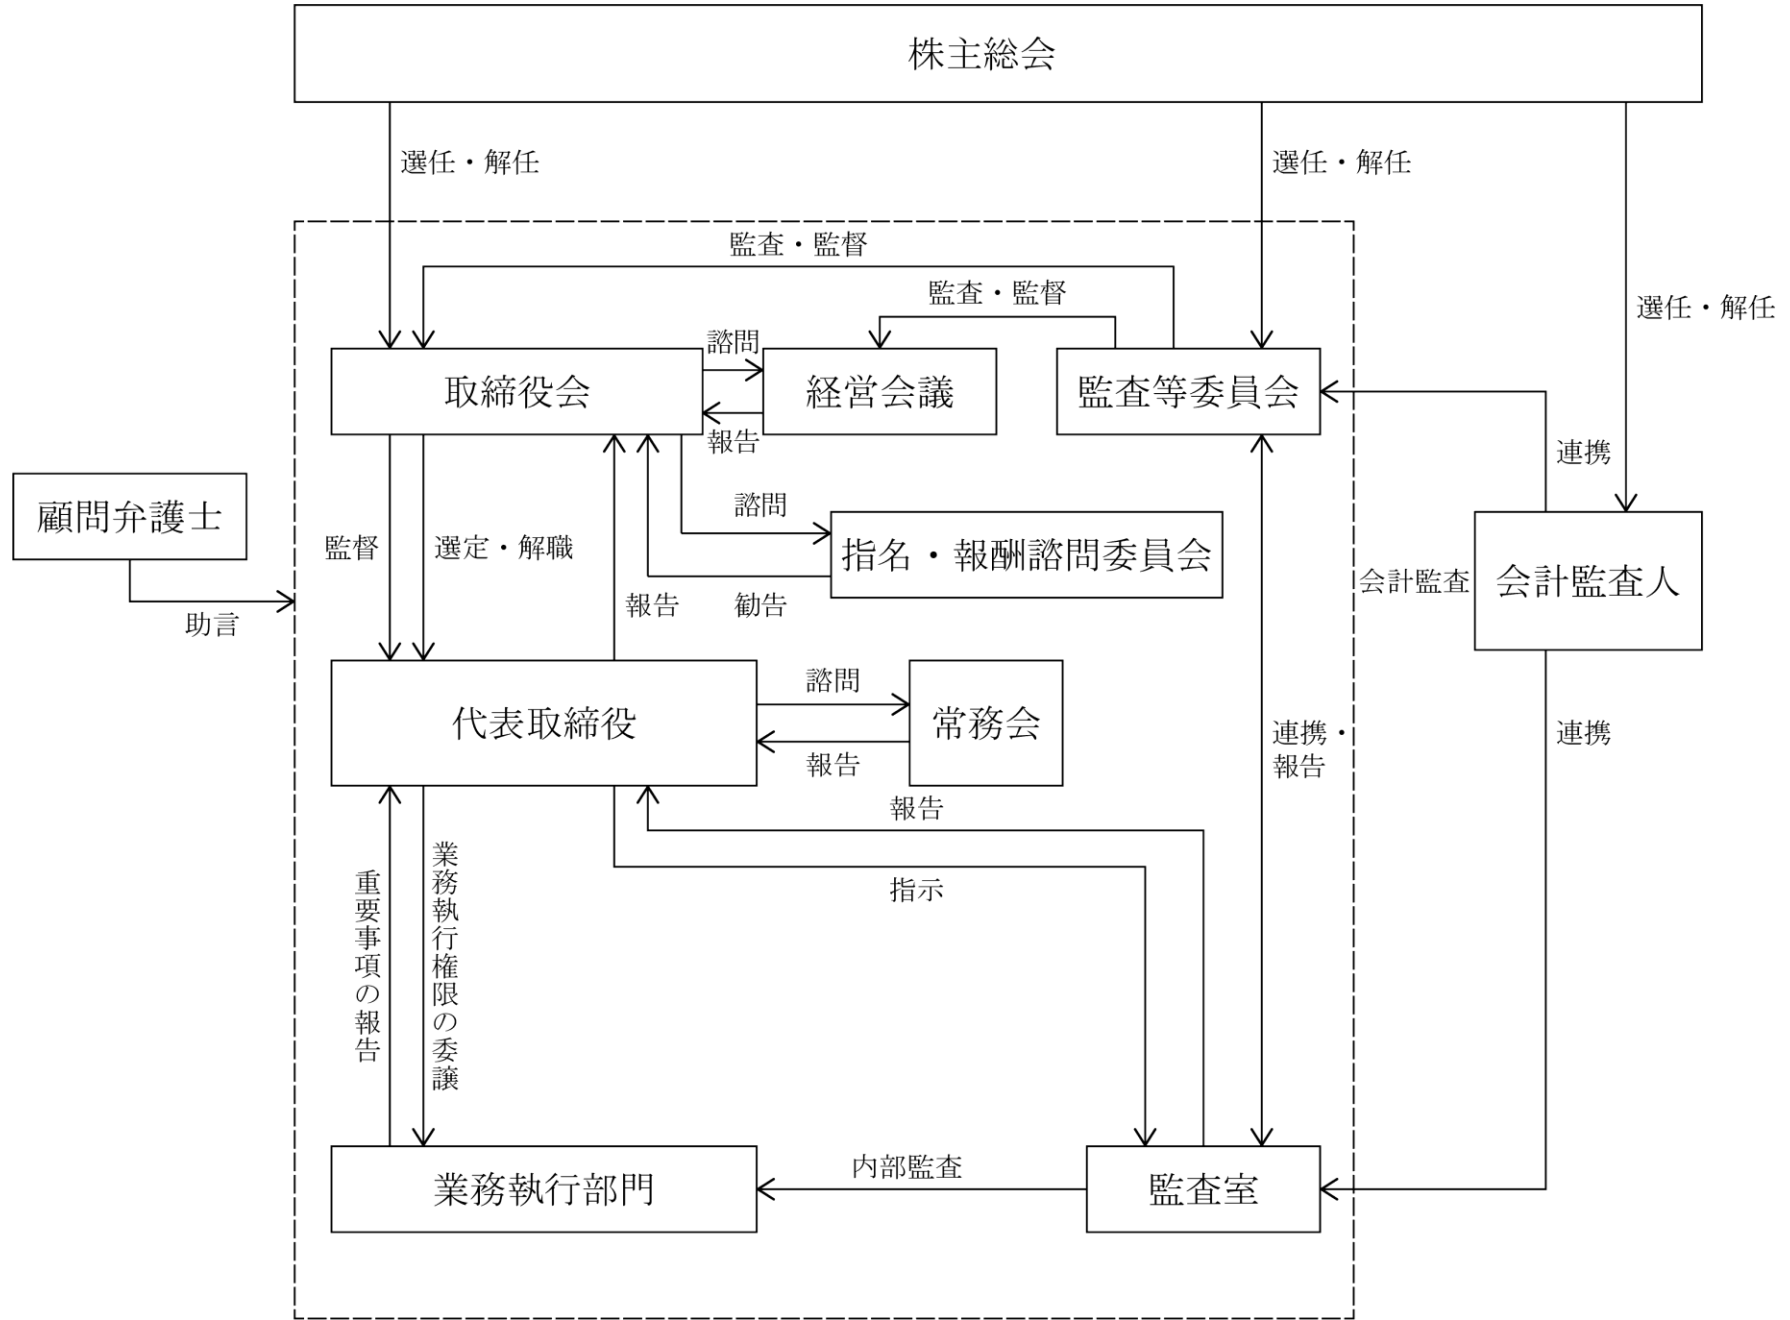 株主総会
選任・解任
選任・解任
選任・解任
監査・監督
監査・監督
取締役会
諮問
報告
経営会議
監査等委員会
連携
顧問弁護士
助言
監督
選定・解職
報告
諮問
勧告
指名・報酬諮問委員会
会計監査
会計監査人
代表取締役
諮問
報告
常務会
連携・
報告
連携
報告
指示
重要事項の報告
業務執行権限の委譲
業務執行部門
内部監査
監査室